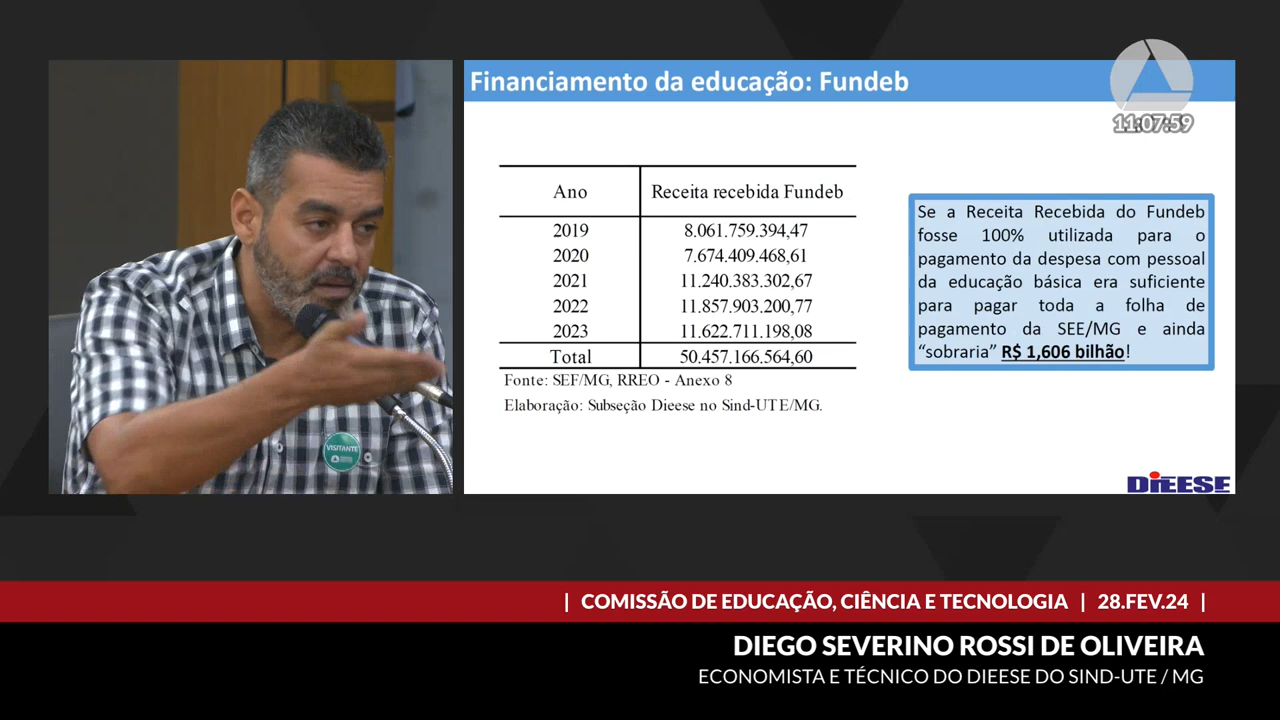 Financiamento da educação: Fundeb
11:07:59
Ano Receita recebida Fundeb
2019 8.061.759.394,47
2020 7.674.409.468,61
2021 11.240.383.302,67
2022 11.857.903.200,77
2023 11.622.711.198,08
Total 50.457.166.564,60
Fonte: SEF/MG, RREO - Anexo 8
Elaboração: Subseção Dieese no Sind-UTE/MG.
Se a Receita Recebida do Fundeb
fosse 100% utilizada para o
pagamento da despesa com pessoal
da educação básica era suficiente
para pagar toda a folha de
pagamento da SEE/MG e ainda
“sobraria” R$ 1,606 bilhão!
DIEESE
VISITANTE
| COMISSÃO DE EDUCAÇÃO, CIÊNCIA E TECNOLOGIA | 28.FEV.24 |
DIEGO SEVERINO ROSSI DE OLIVEIRA
ECONOMISTA E TÉCNICO DO DIEESE DO SIND-UTE / MG